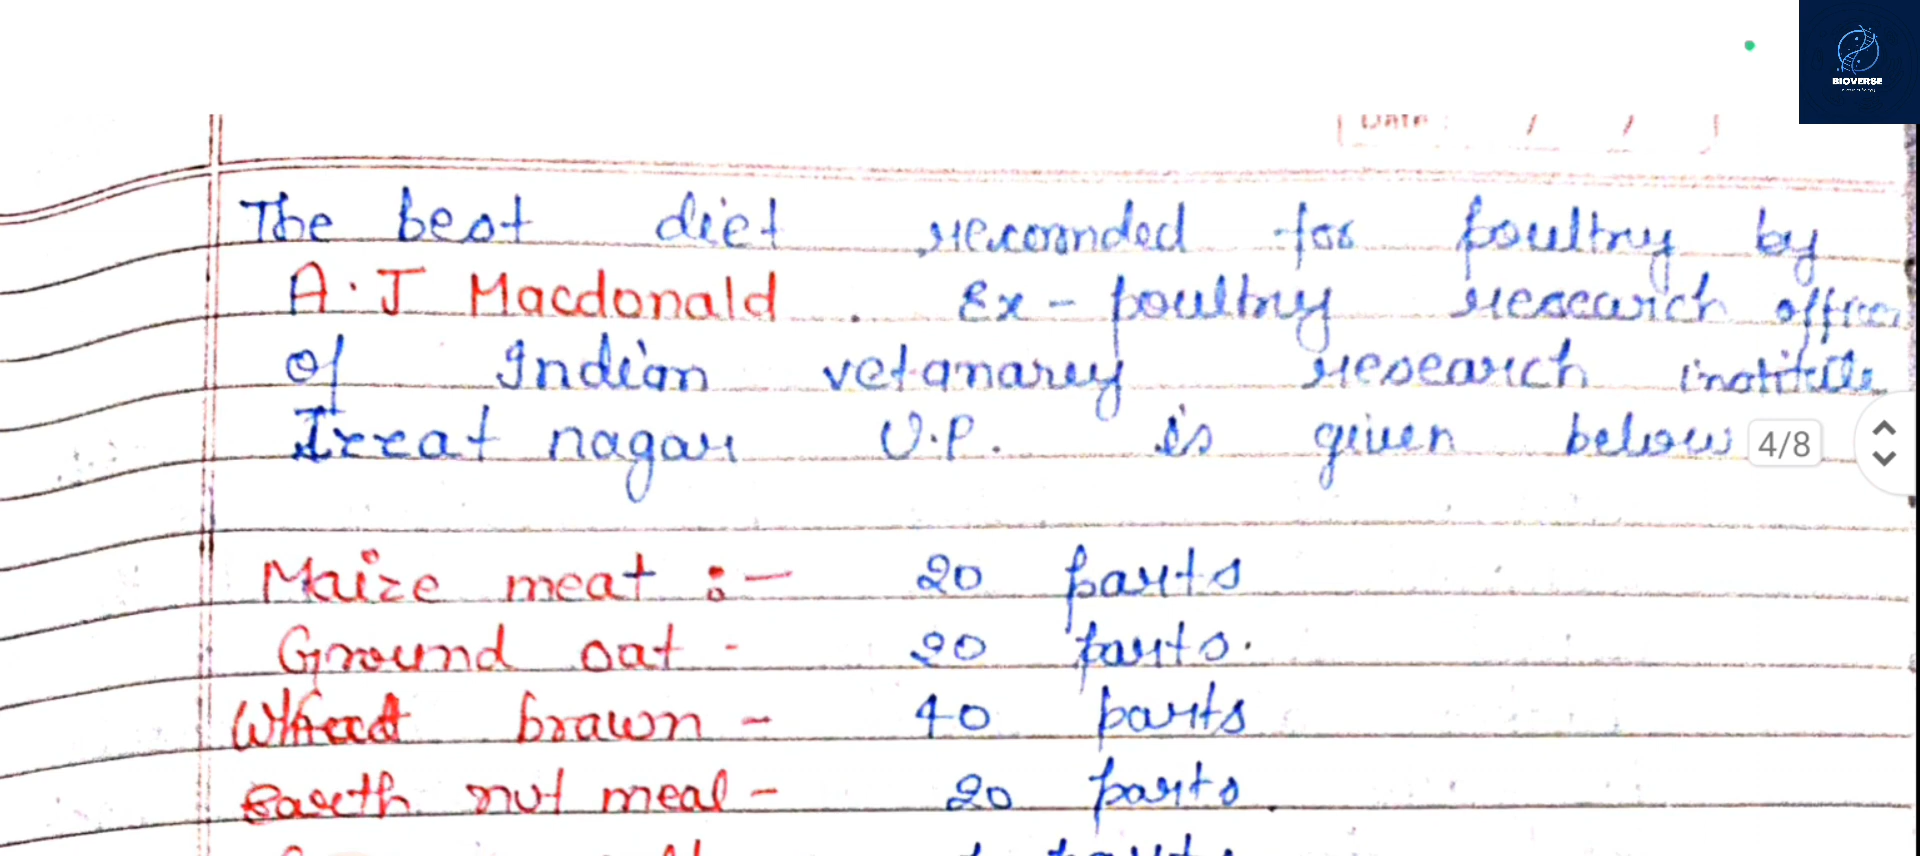 BIOVERSE
Date : / /
The best diet recomnded for poultry by
A.J Macdonald . Ex - poultry research officer
of Indian vetanary research institute
Izzat nagar U.P. is given below
4/8
Maize meat :- 20 parts
Ground oat - 20 parts.
Wheat brawn - 40 parts
Earth nut meal - 20 parts.